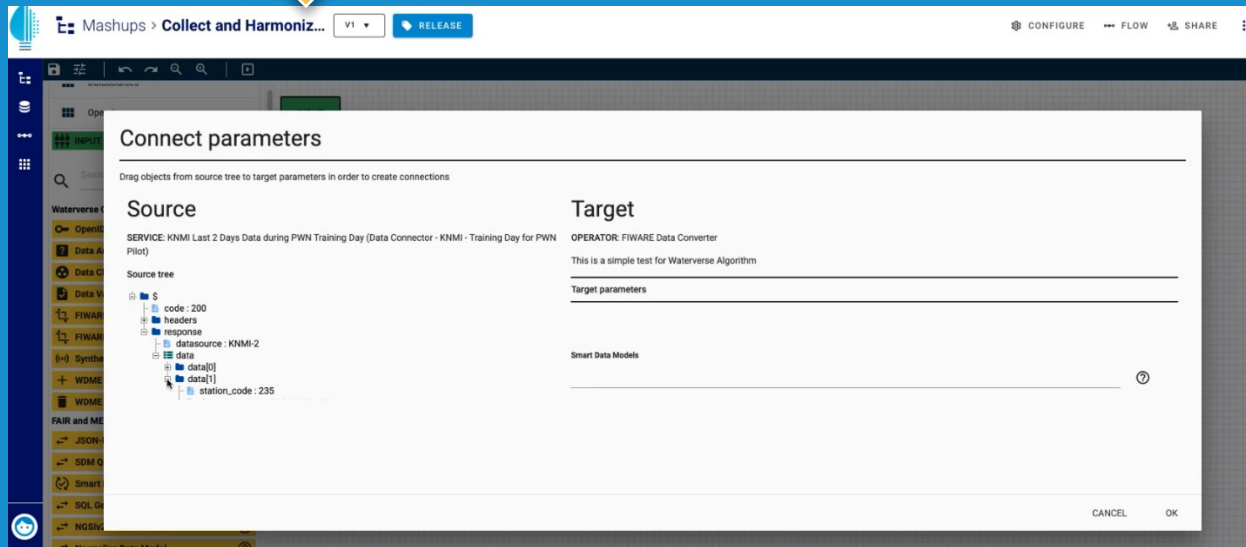 Mashups > Collect and Harmoniz... V1 RELEASE CONFIGURE FLOW SHARE
INPUT
Connect parameters
Drag objects from source tree to target parameters in order to create connections
Source
SERVICE: KNMI Last 2 Days Data during PWN Training Day (Data Connector - KNMI - Training Day for PWN
Pilot)
Source tree
$
code : 200
headers
response
datasource : KNMI-2
data
data[0]
data[1]
station_code : 235
Target
OPERATOR: FIWARE Data Converter
This is a simple test for Waterverse Algorithm
Target parameters
Smart Data Models
CANCEL OK
Waterverse
Data
Data
Data
FIWAR
FIWAR
Synthe
WDME
WDME
FAIR and ME
JSON-
SDM Q
Smart
SQL Ge
NGSIv2